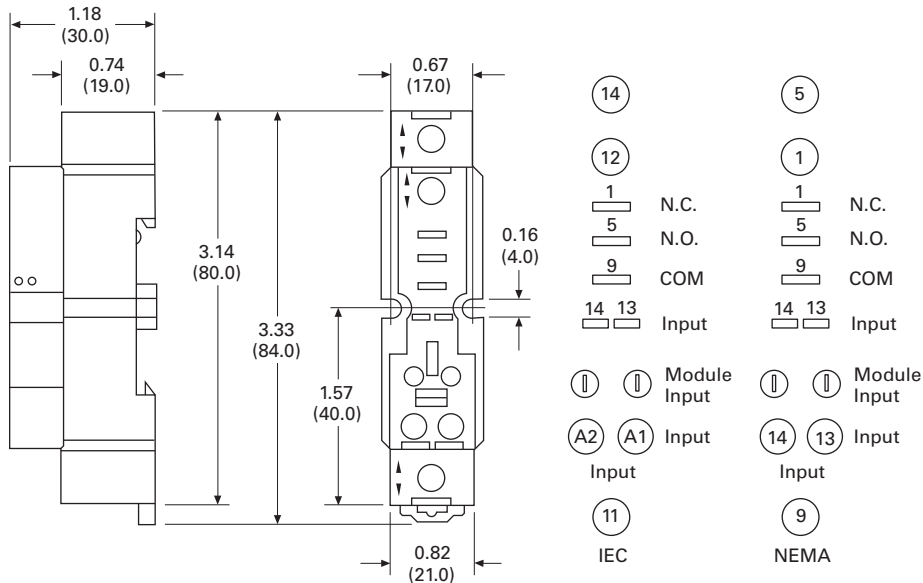 1.18
(30.0)
0.74
(19.0)
3.14
(80.0)
3.33
(84.0)
0.67
(17.0)
0.16
(4.0)
1.57
(40.0)
0.82
(21.0)
14
12
1
N.C.
5
N.O.
9
COM
14 13
Input
Module
Input
A2 A1 Input
Input
11
IEC
5
1
1
N.C.
5
N.O.
9
COM
14 13
Input
Module
Input
14 13 Input
Input
9
NEMA